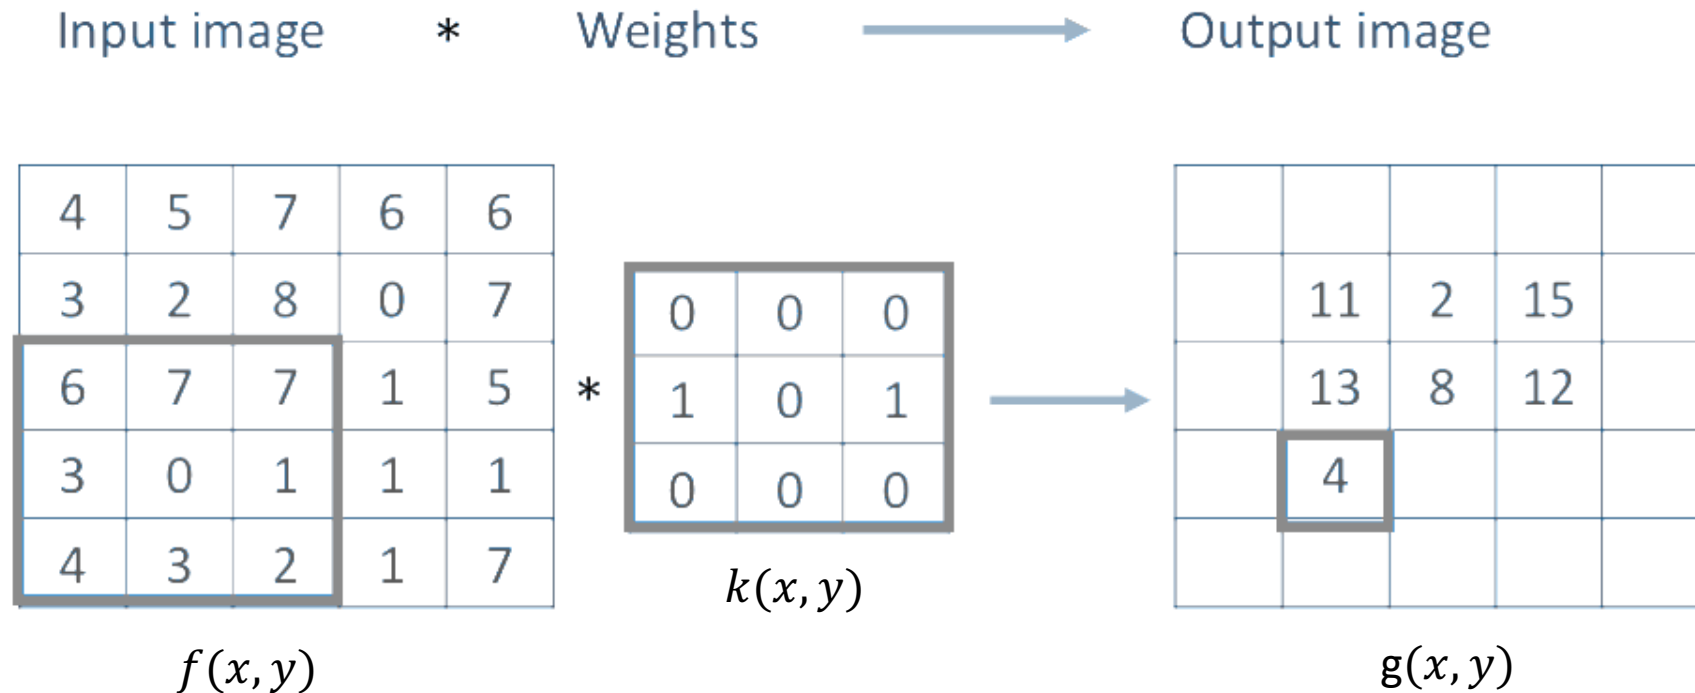 Input image * Weights Output image
4 5 7 6 6
3 2 8 0 7
6 7 7 1 5
3 0 1 1 1
4 3 2 1 7
f(x, y)
*
0 0 0
1 0 1
0 0 0
k(x, y)
11 2 15
13 8 12
4
g(x, y)